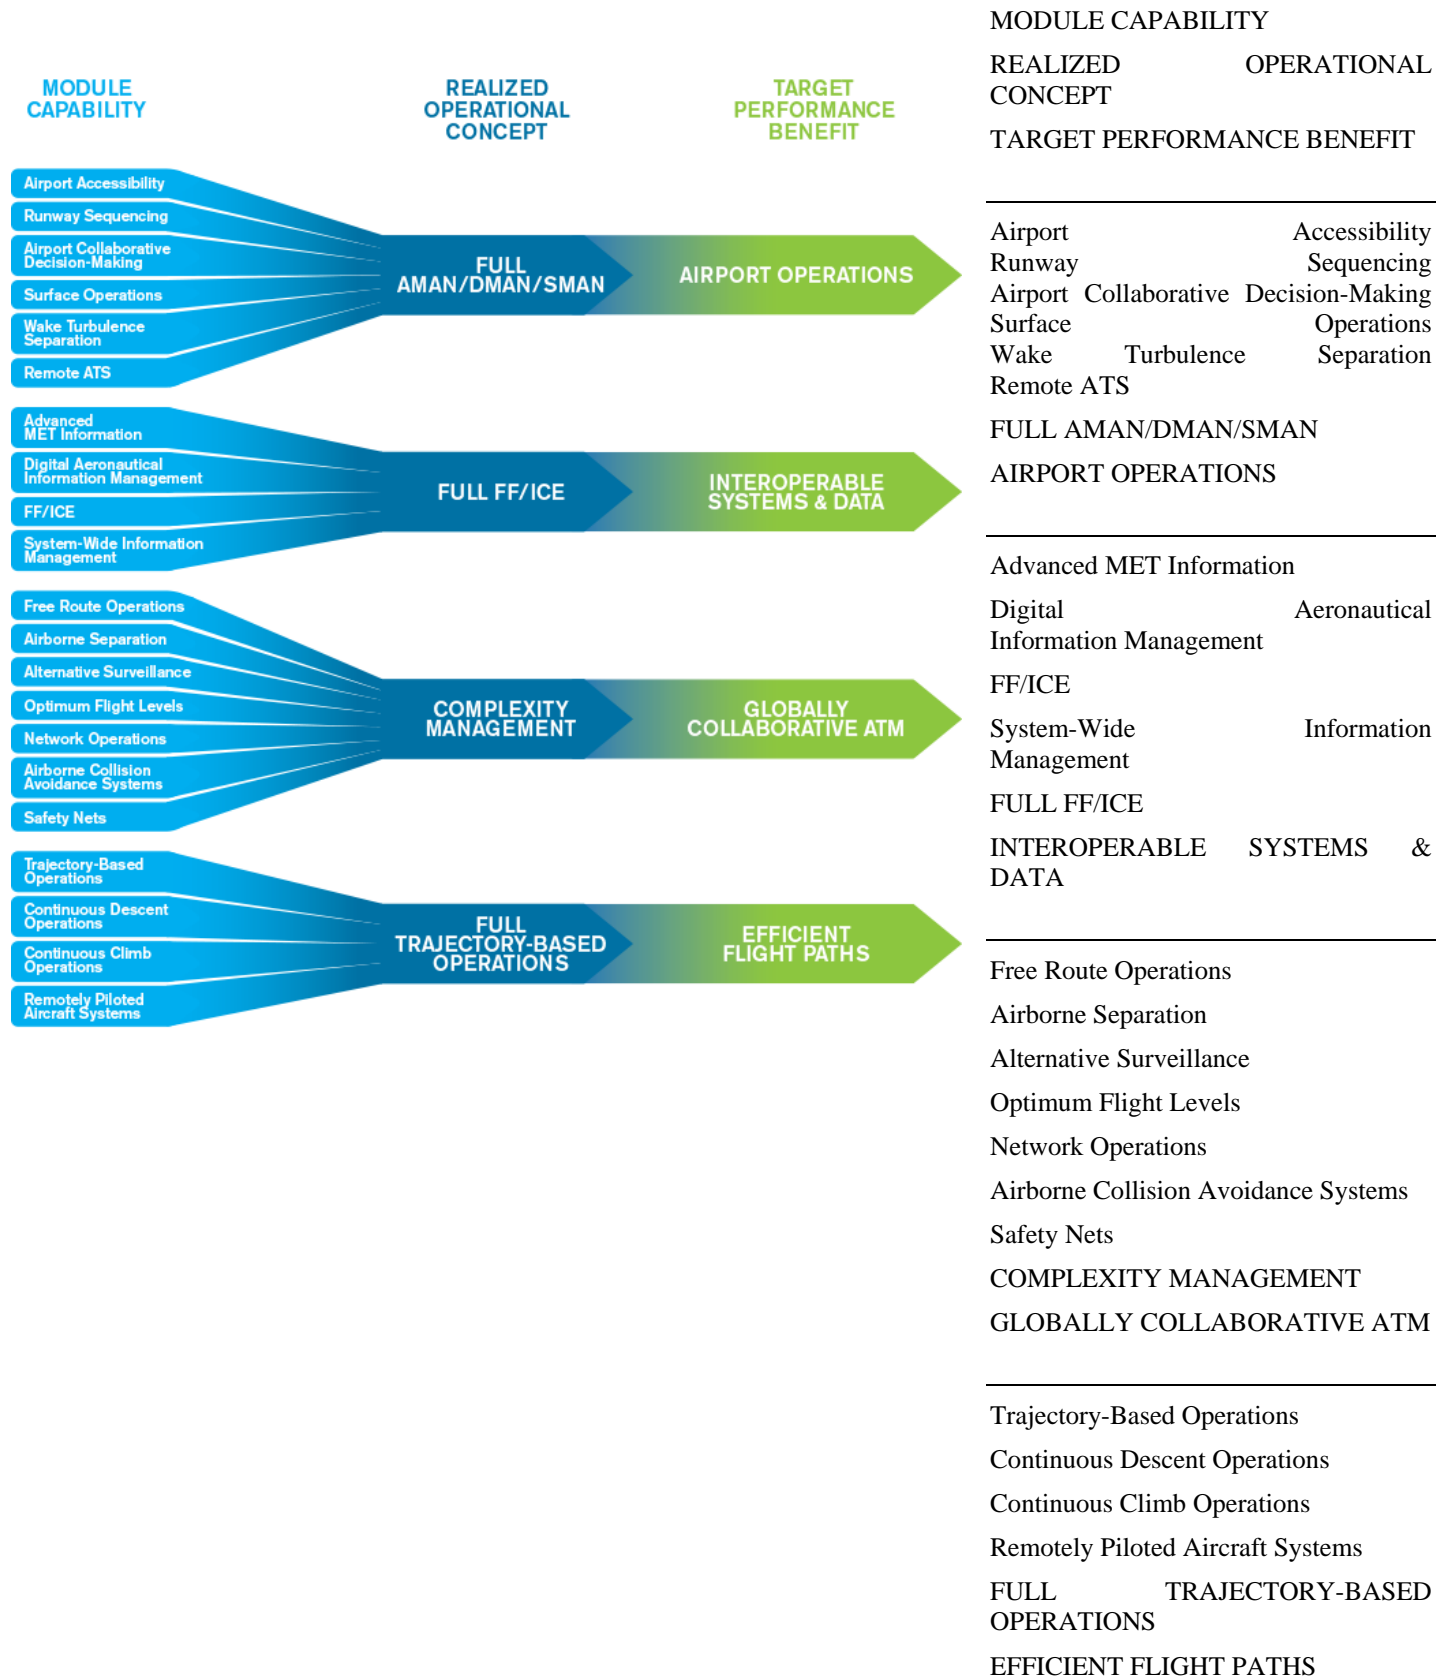 MODULE
CAPABILITY
REALIZED
OPERATIONAL
CONCEPT
TARGET
PERFORMANCE
BENEFIT
Airport Accessibility
Runway Sequencing
Airport Collaborative
Decision-Making
Surface Operations
Wake Turbulence
Separation
Remote ATS
FULL
AMAN/DMAN/SMAN
AIRPORT OPERATIONS
Advanced
MET Information
Digital Aeronautical
Information Management
FF/ICE
System-Wide Information
Management
FULL FF/ICE
INTEROPERABLE
SYSTEMS & DATA
Free Route Operations
Airborne Separation
Alternative Surveillance
Optimum Flight Levels
Network Operations
Airborne Collision
Avoidance Systems
Safety Nets
COMPLEXITY
MANAGEMENT
GLOBALLY
COLLABORATIVE ATM
Trajectory-Based
Operations
Continuous Descent
Operations
Continuous Climb
Operations
Remotely Piloted
Aircraft Systems
FULL
TRAJECTORY-BASED
OPERATIONS
EFFICIENT
FLIGHT PATHS
MODULE CAPABILITY
REALIZED OPERATIONAL
CONCEPT
TARGET PERFORMANCE BENEFIT
Airport Accessibility
Runway Sequencing
Airport Collaborative Decision-Making
Surface Operations
Wake Turbulence Separation
Remote ATS
FULL AMAN/DMAN/SMAN
AIRPORT OPERATIONS
Advanced MET Information
Digital Aeronautical
Information Management
FF/ICE
System-Wide Information
Management
FULL FF/ICE
INTEROPERABLE SYSTEMS &
DATA
Free Route Operations
Airborne Separation
Alternative Surveillance
Optimum Flight Levels
Network Operations
Airborne Collision Avoidance Systems
Safety Nets
COMPLEXITY MANAGEMENT
GLOBALLY COLLABORATIVE ATM
Trajectory-Based Operations
Continuous Descent Operations
Continuous Climb Operations
Remotely Piloted Aircraft Systems
FULL TRAJECTORY-BASED
OPERATIONS
EFFICIENT FLIGHT PATHS